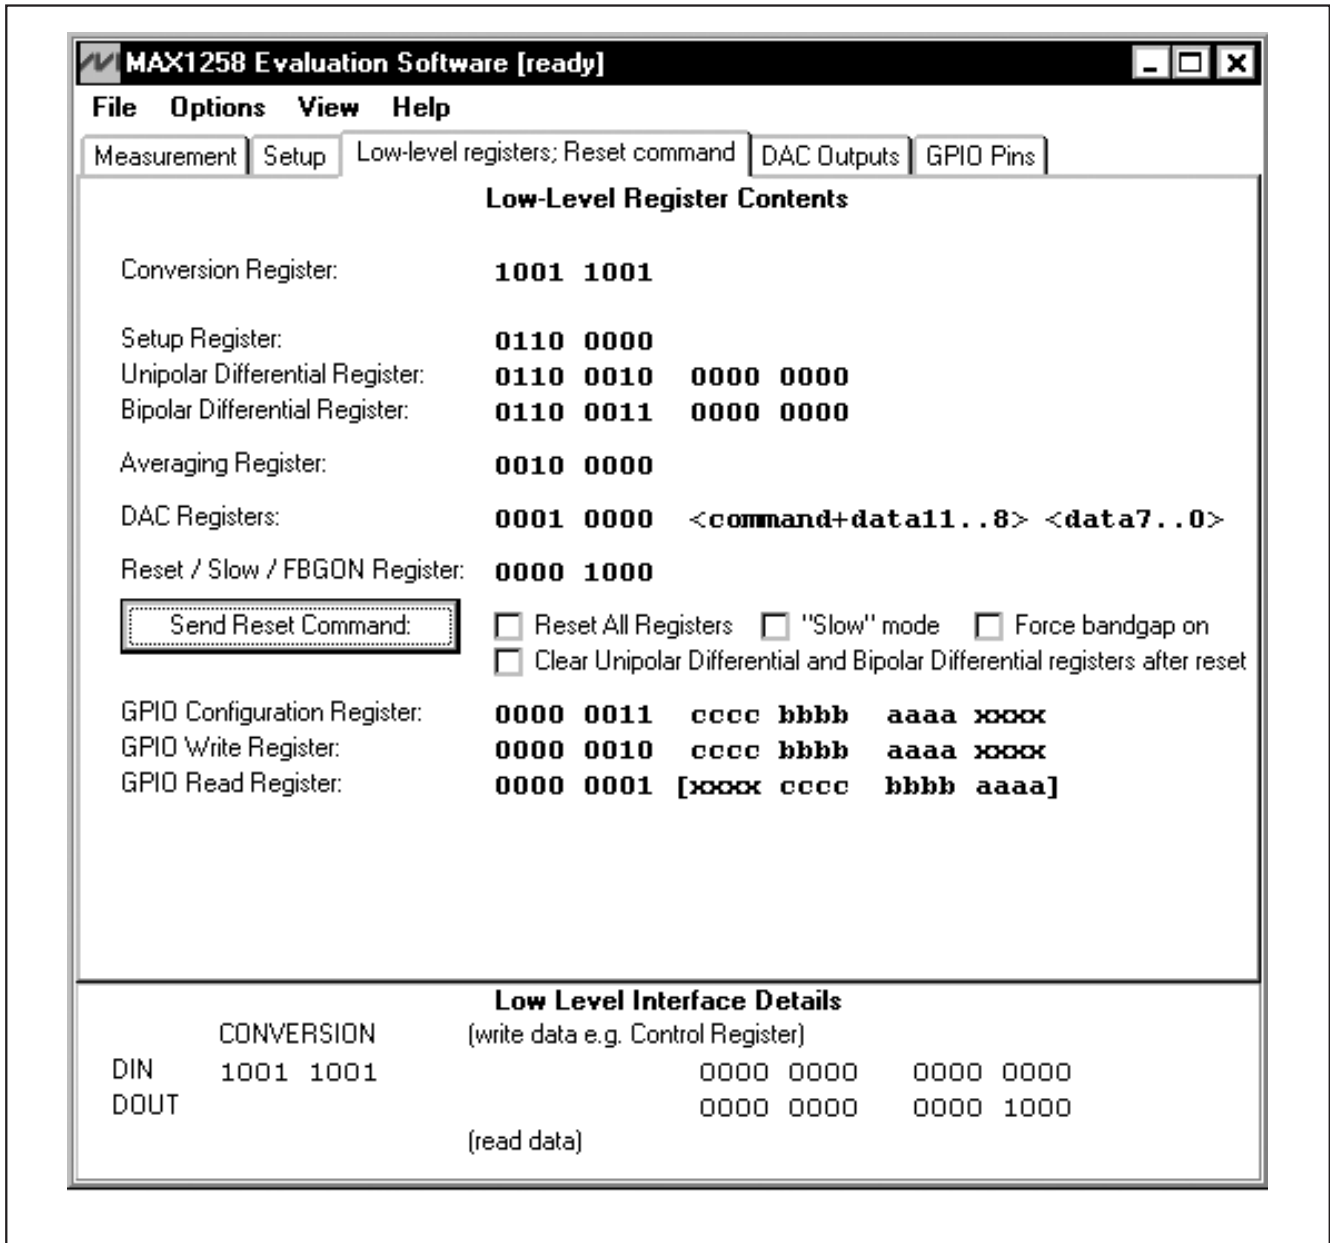 MAX1258 Evaluation Software [ready]
File Options View Help
Measurement Setup Low-level registers; Reset command DAC Outputs GPIO Pins
Low-Level Register Contents
Conversion Register: 1001 1001
Setup Register: 0110 0000
Unipolar Differential Register: 0110 0010 0000 0000
Bipolar Differential Register: 0110 0011 0000 0000
Averaging Register: 0010 0000
DAC Registers: 0001 0000 <command+data11..8> <data7..0>
Reset / Slow / FBGON Register: 0000 1000
Send Reset Command: Reset All Registers "Slow" mode Force bandgap on
Clear Unipolar Differential and Bipolar Differential registers after reset
GPIO Configuration Register: 0000 0011 cccc bbbb aaaa xxxx
GPIO Write Register: 0000 0010 cccc bbbb aaaa xxxx
GPIO Read Register: 0000 0001 [xxxx cccc bbbb aaaa]
Low Level Interface Details
CONVERSION (write data e.g. Control Register)
DIN 1001 1001 0000 0000 0000 0000
DOUT 0000 0000 0000 1000
(read data)